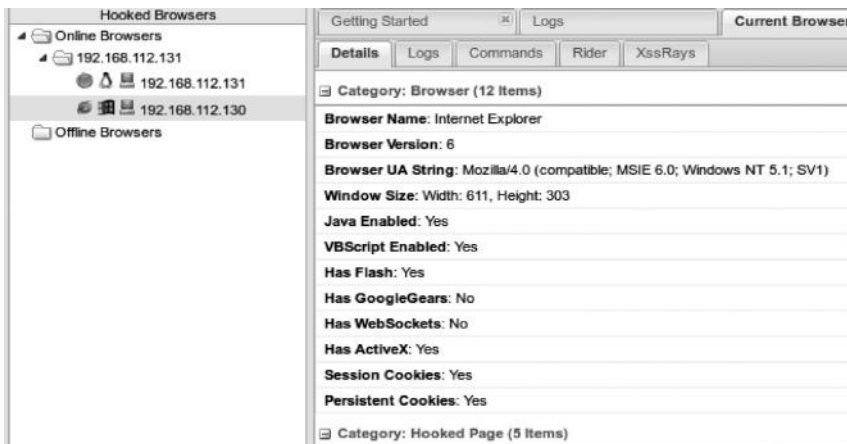 Hooked Browsers
Online Browsers
192.168.112.131
192.168.112.131
192.168.112.130
Offline Browsers
Getting Started
Logs
Current Browser
Details
Logs
Commands
Rider
XssRays
Category: Browser (12 Items)
Browser Name: Internet Explorer
Browser Version: 6
Browser UA String: Mozilla/4.0 (compatible; MSIE 6.0; Windows NT 5.1; SV1)
Window Size: Width: 611, Height: 303
Java Enabled: Yes
VBScript Enabled: Yes
Has Flash: Yes
Has GoogleGears: No
Has WebSockets: No
Has ActiveX: Yes
Session Cookies: Yes
Persistent Cookies: Yes
Category: Hooked Page (5 Items)